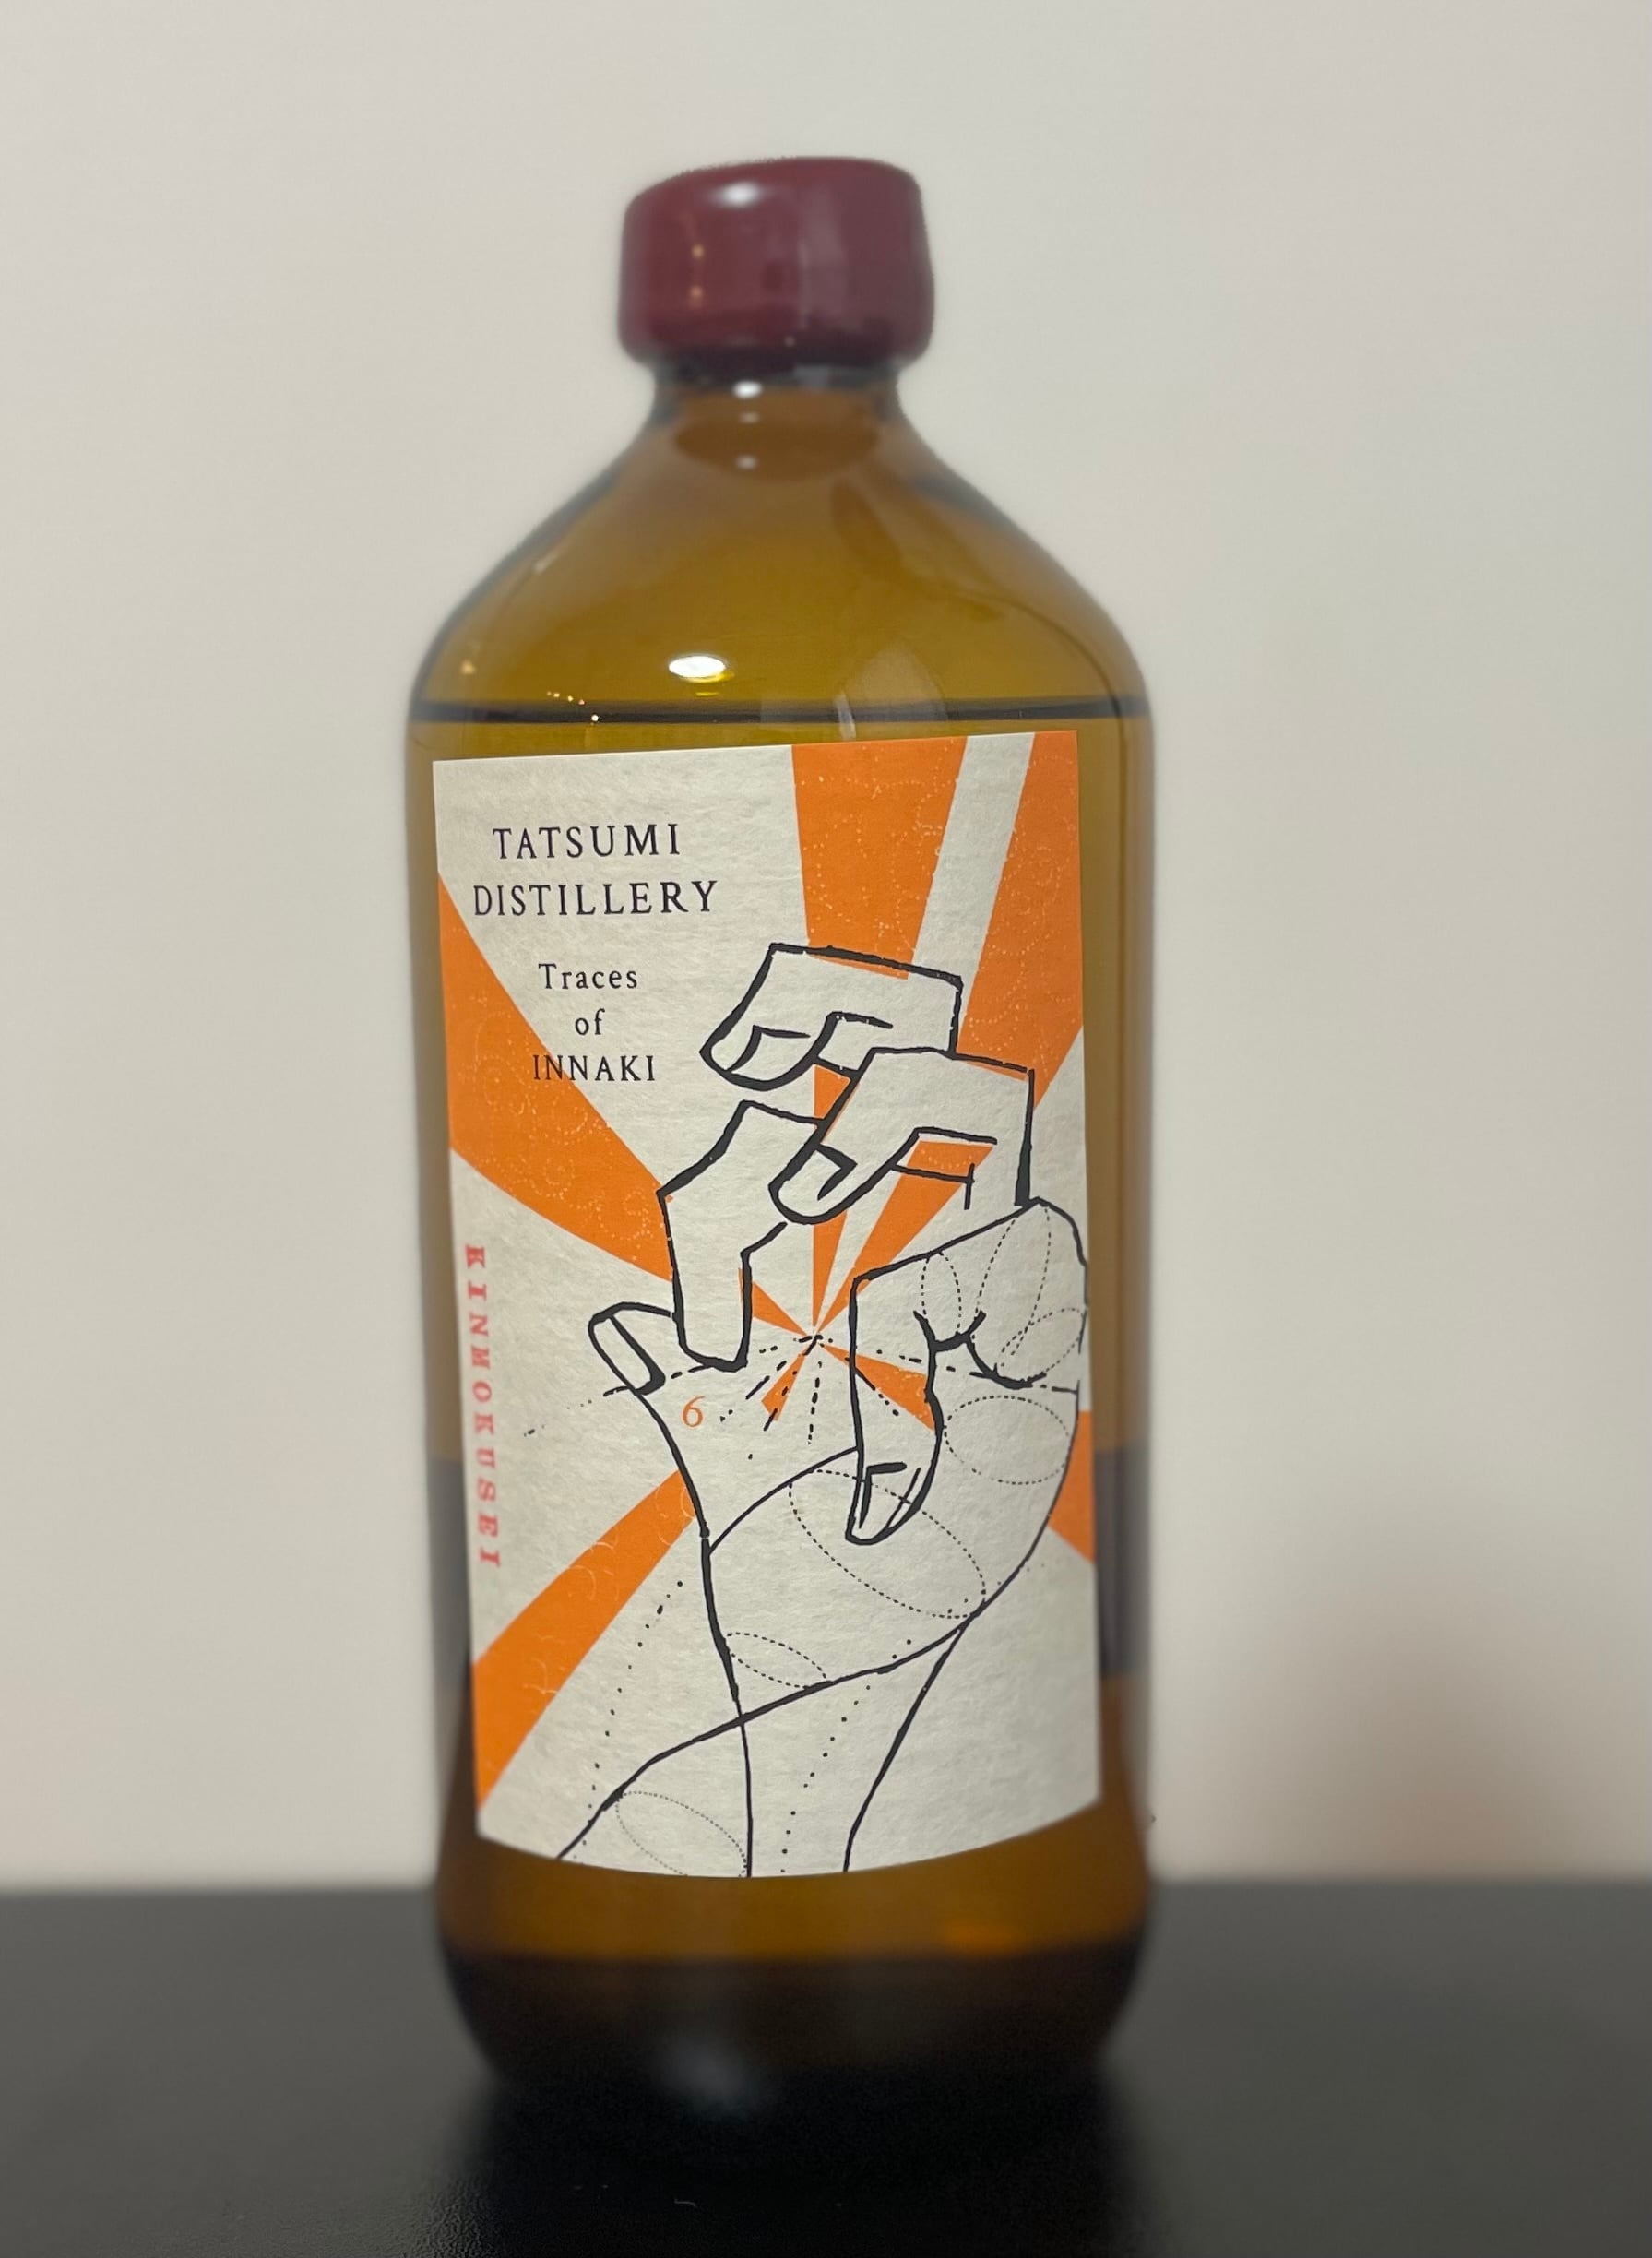 TATSUMI
DISTILLERY
Traces
of
INNAKI
KINMOKUSEI
6